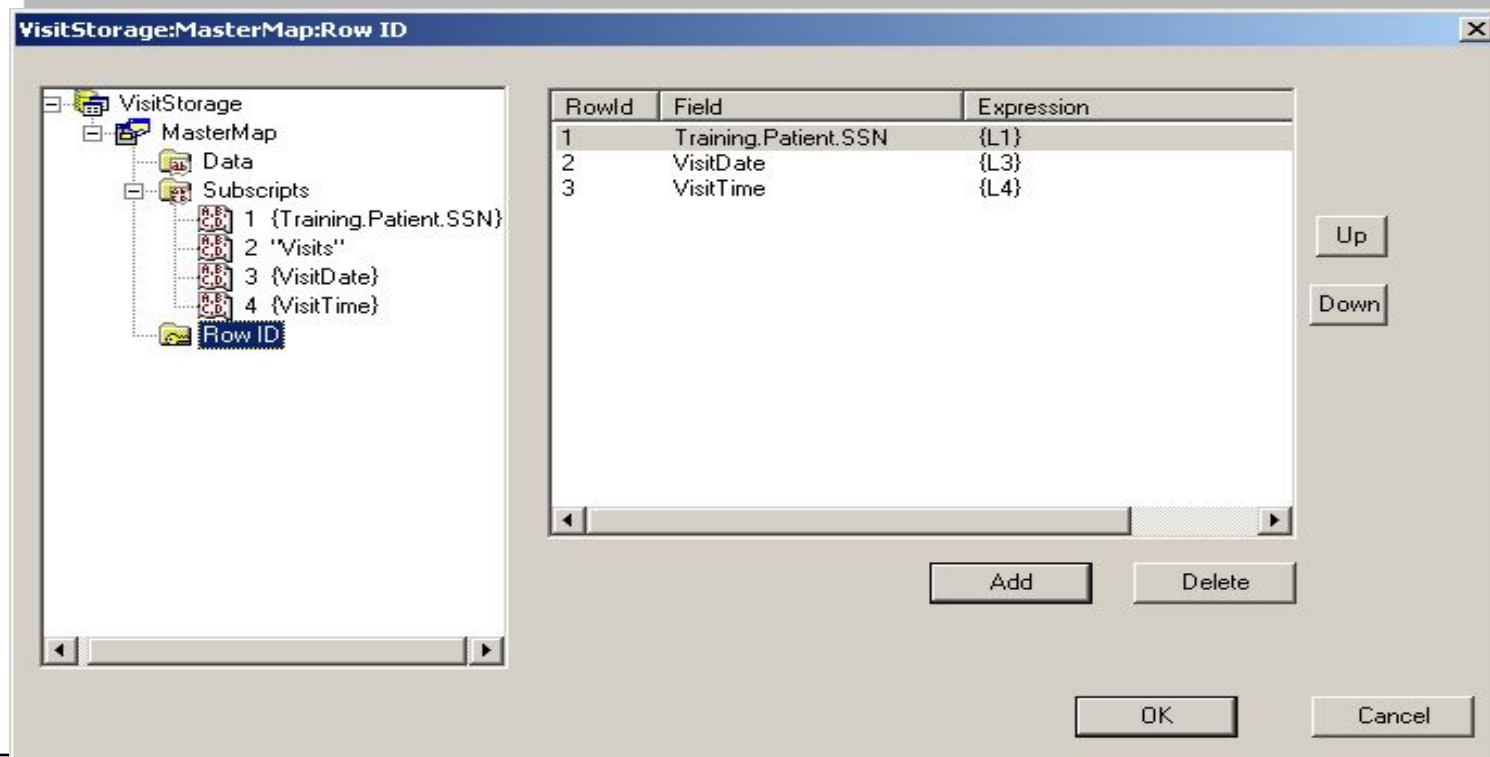 VisitStorage:MasterMap:Row ID
VisitStorage
MasterMap
Data
Subscripts
1 {Training.Patient.SSN}
2 "Visits"
3 {VisitDate}
4 {VisitTime}
Row ID
RowId Field Expression
1 Training.Patient.SSN {L1}
2 VisitDate {L3}
3 VisitTime {L4}
Up
Down
Add Delete
OK Cancel